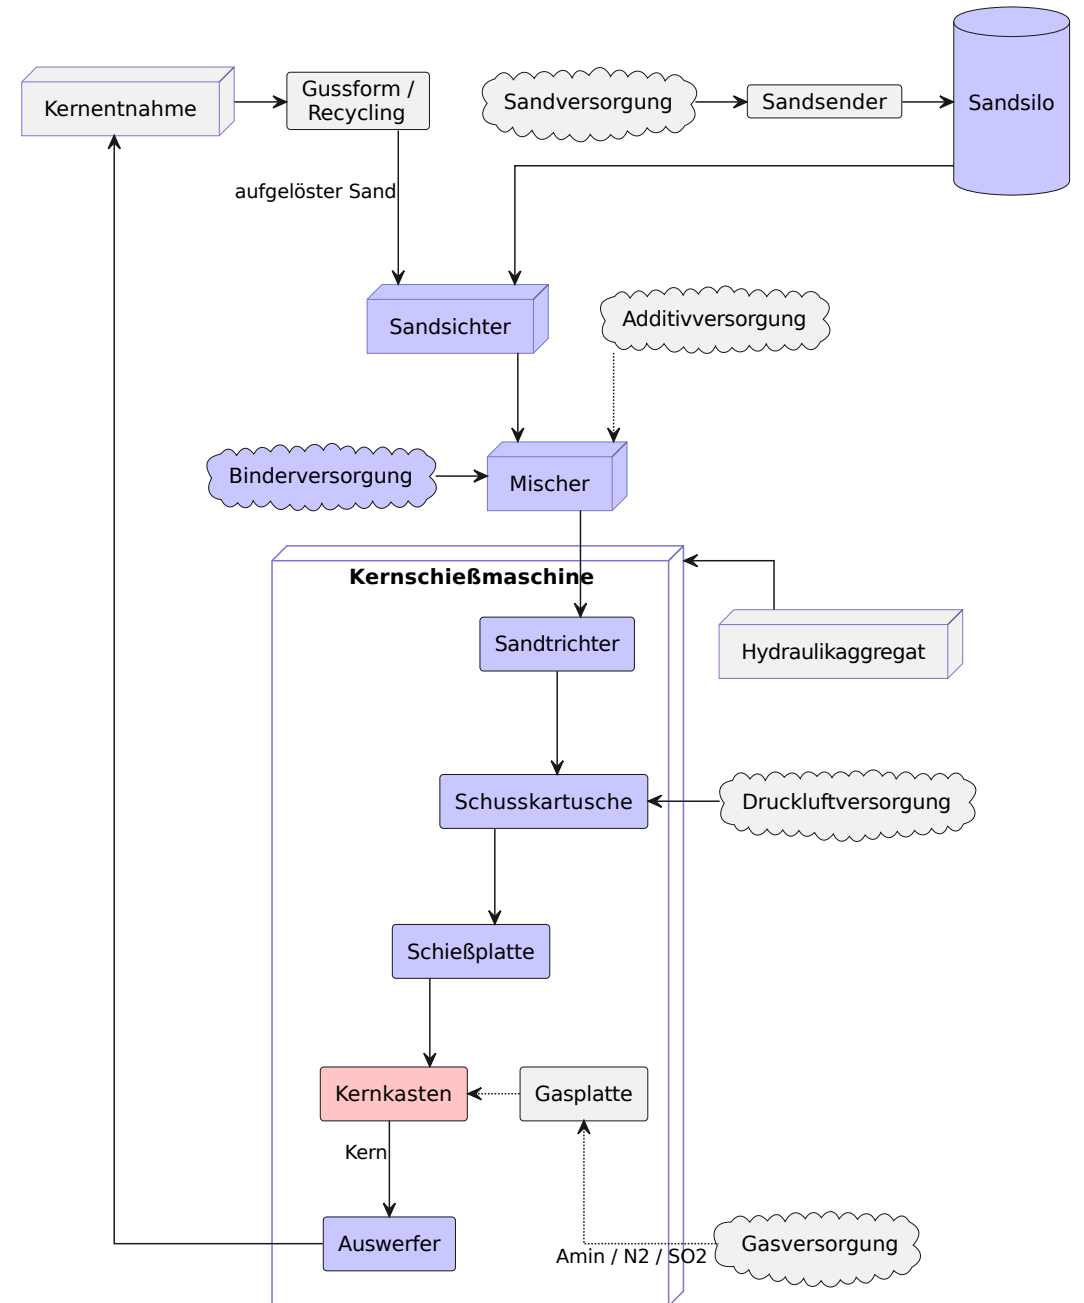 Kernentnahme
Gussform /
Recycling
Sandversorgung
Sandsender
Sandsilo
aufgelöster Sand
Sandsichter
Additivversorgung
Binderversorgung
Mischer
Kernschießmaschine
Sandtrichter
Hydraulikaggregat
Schusskartusche
Druckluftversorgung
Schießplatte
Kernkasten
Gasplatte
Kern
Auswerfer
Amin / N2 / SO2
Gasversorgung